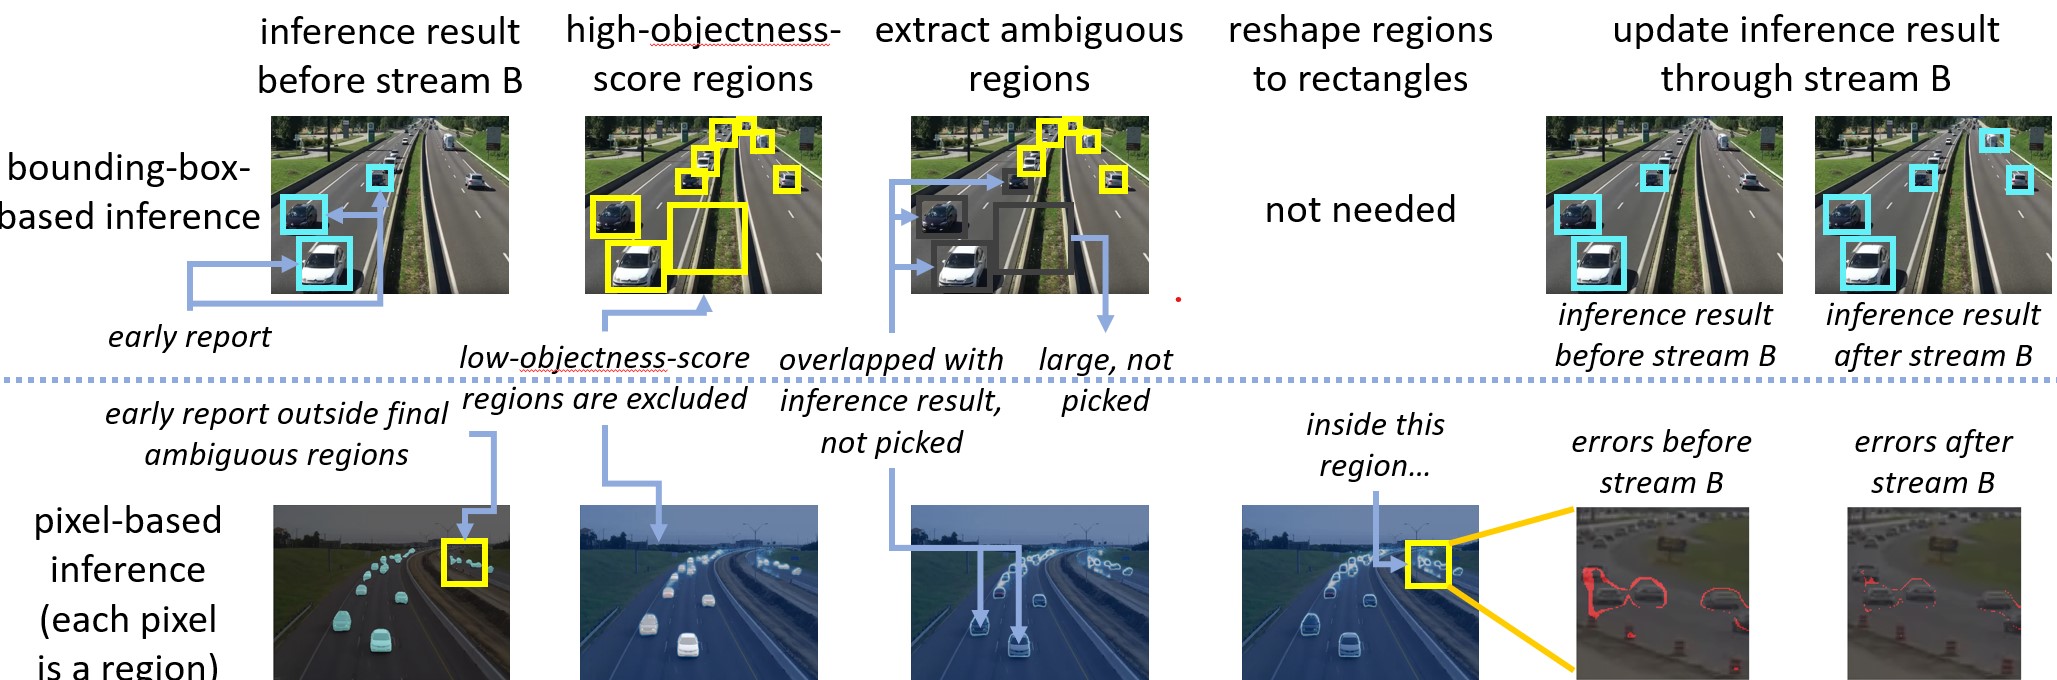 inference result
before stream B
high-objectness-
score regions
extract ambiguous
regions
reshape regions
to rectangles
update inference result
through stream B
bounding-box-
based inference
not needed
early report
inference result
before stream B
inference result
after stream B
low-objectness-score
regions are excluded
overlapped with
inference result,
not picked
large, not
picked
early report outside final
ambiguous regions
inside this
region...
errors before
stream B
errors after
stream B
pixel-based
inference
(each pixel
is a region)